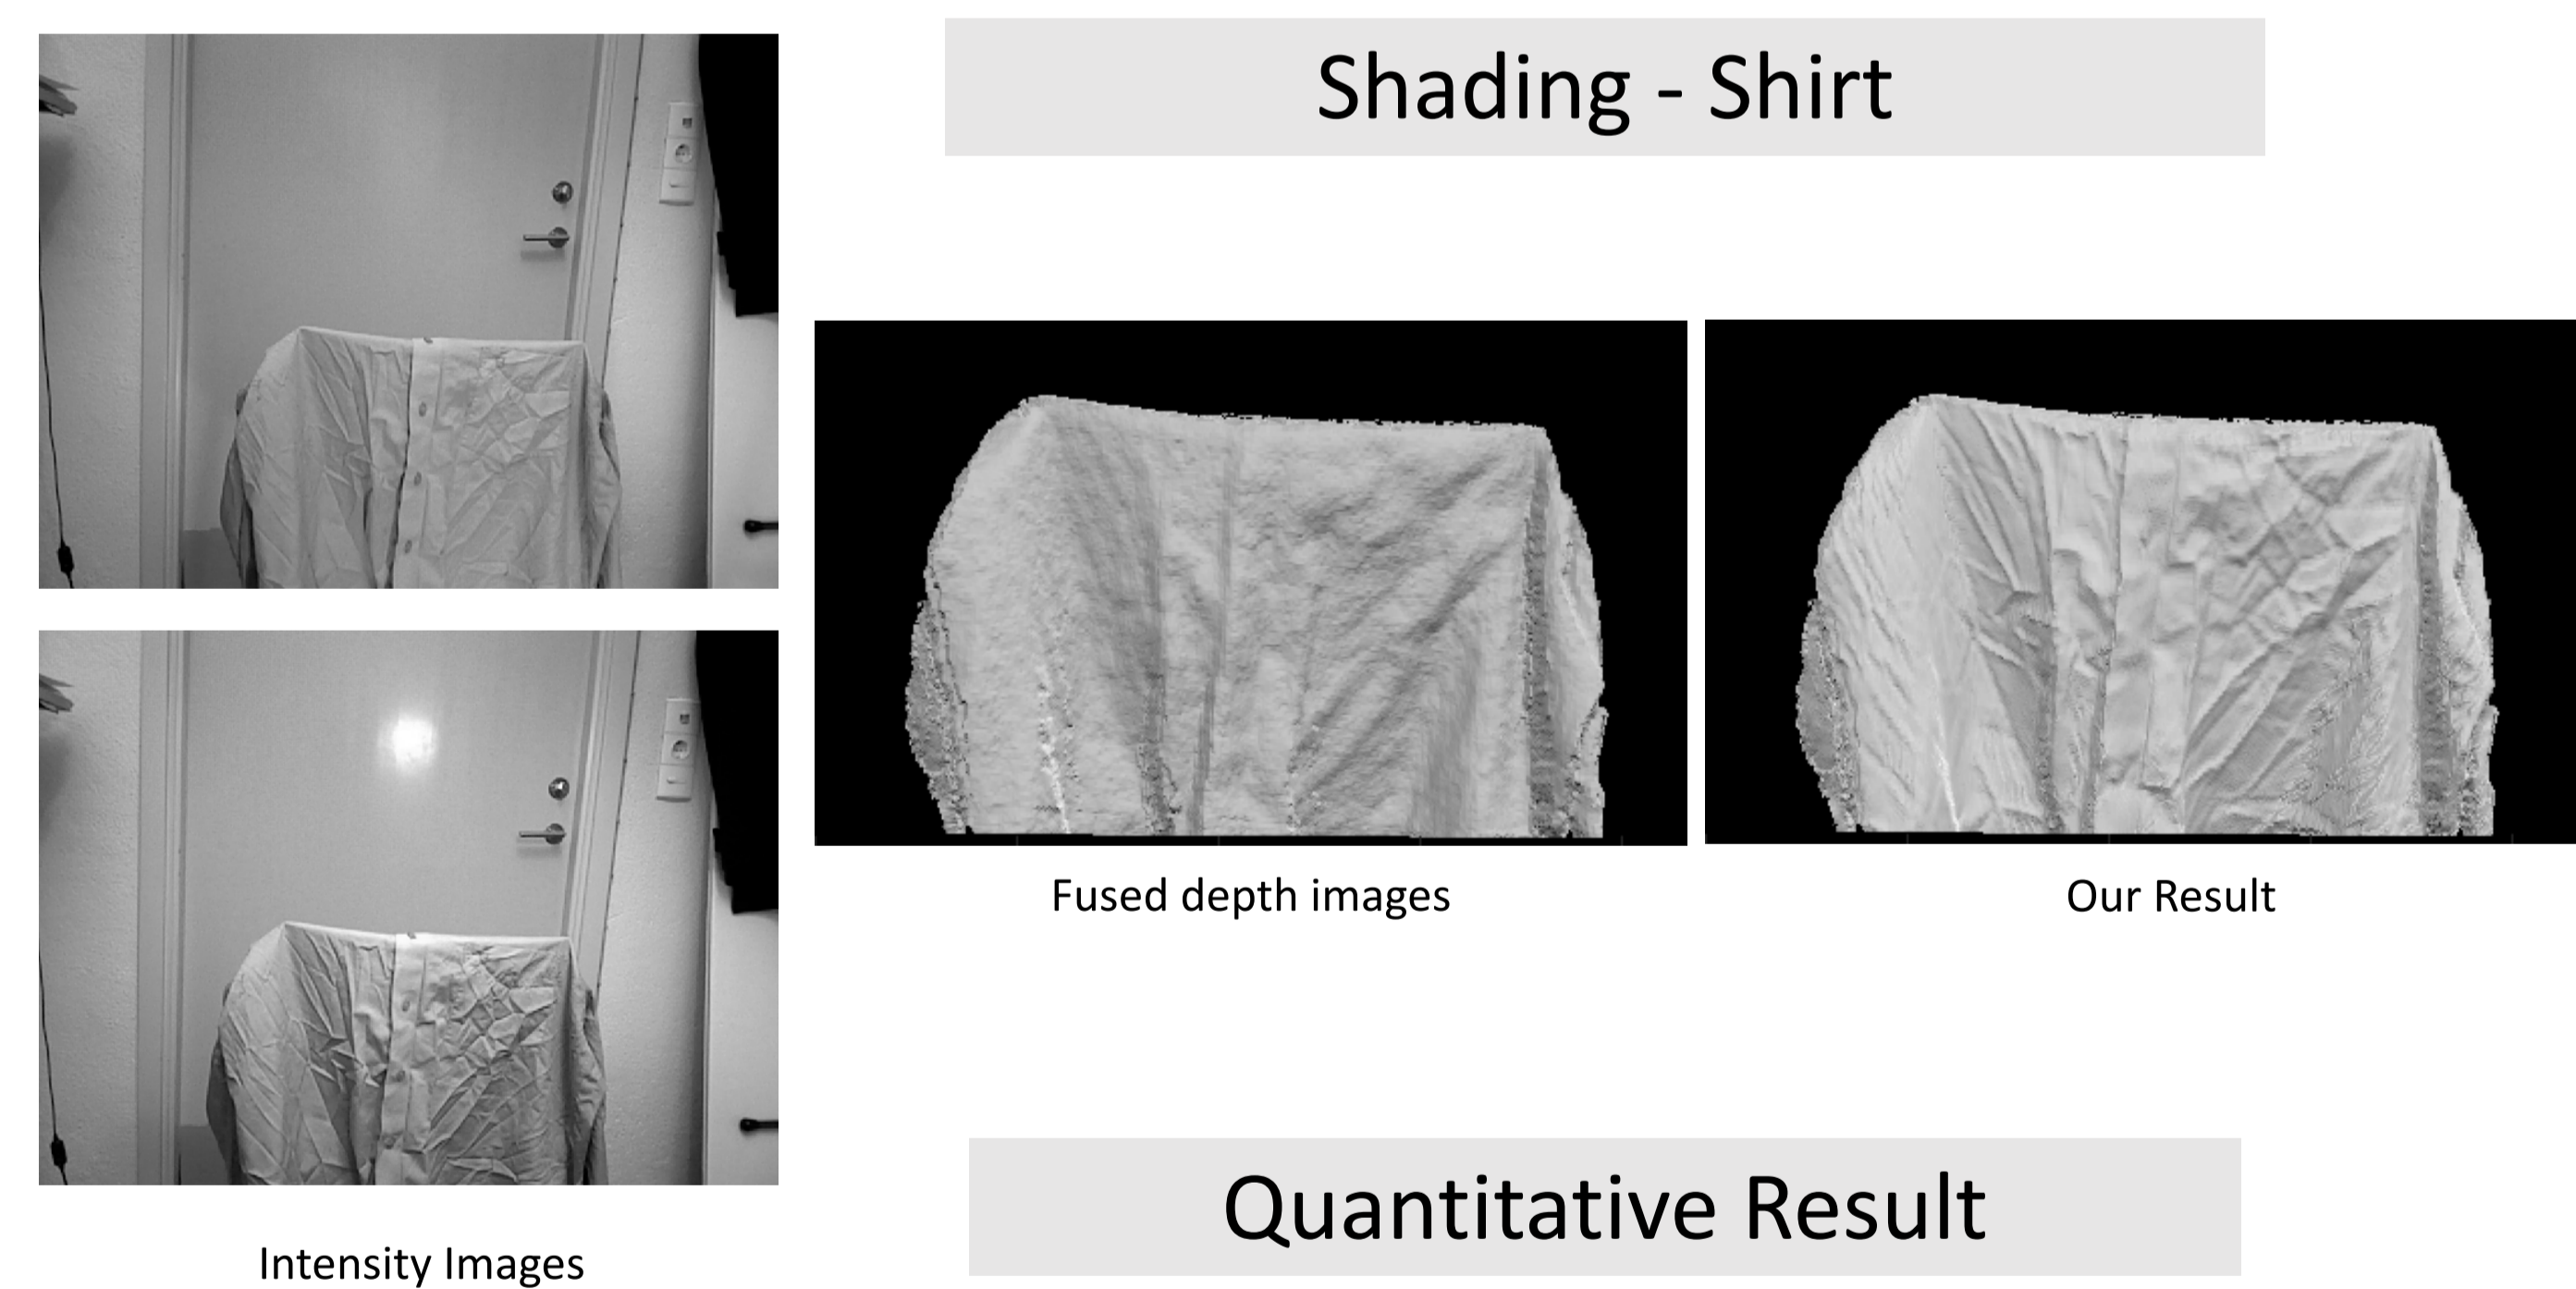 Shading - Shirt
Fused depth images
Our Result
Intensity Images
Quantitative Result